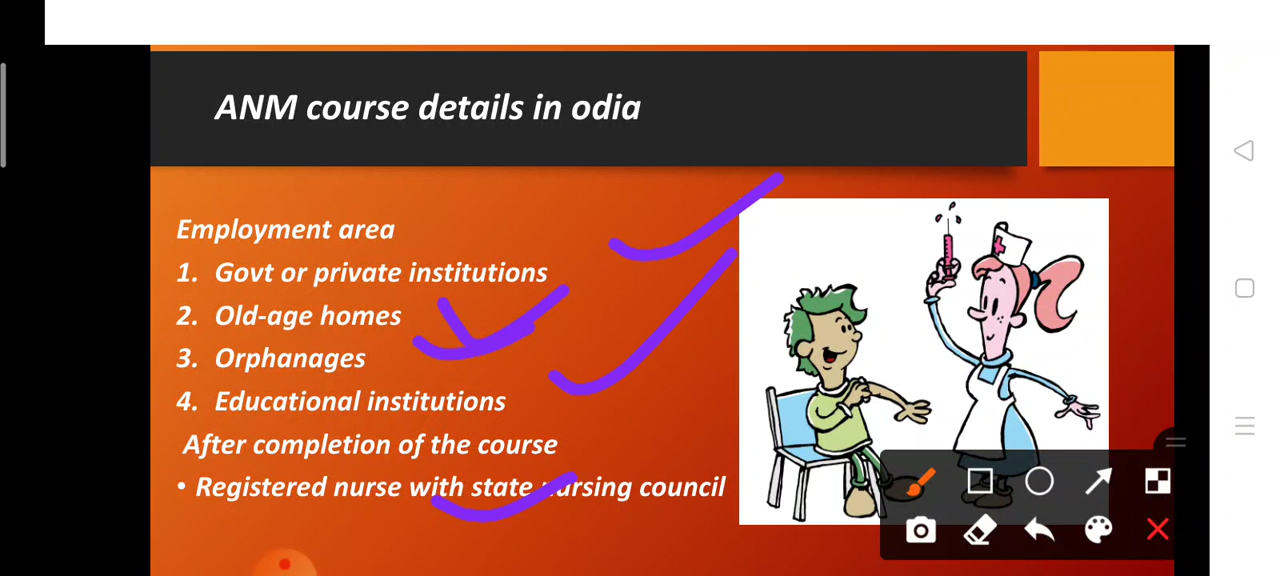 ANM course details in odia
Employment area
1. Govt or private institutions
2. Old-age homes
3. Orphanages
4. Educational institutions
After completion of the course
• Registered nurse with state nursing council